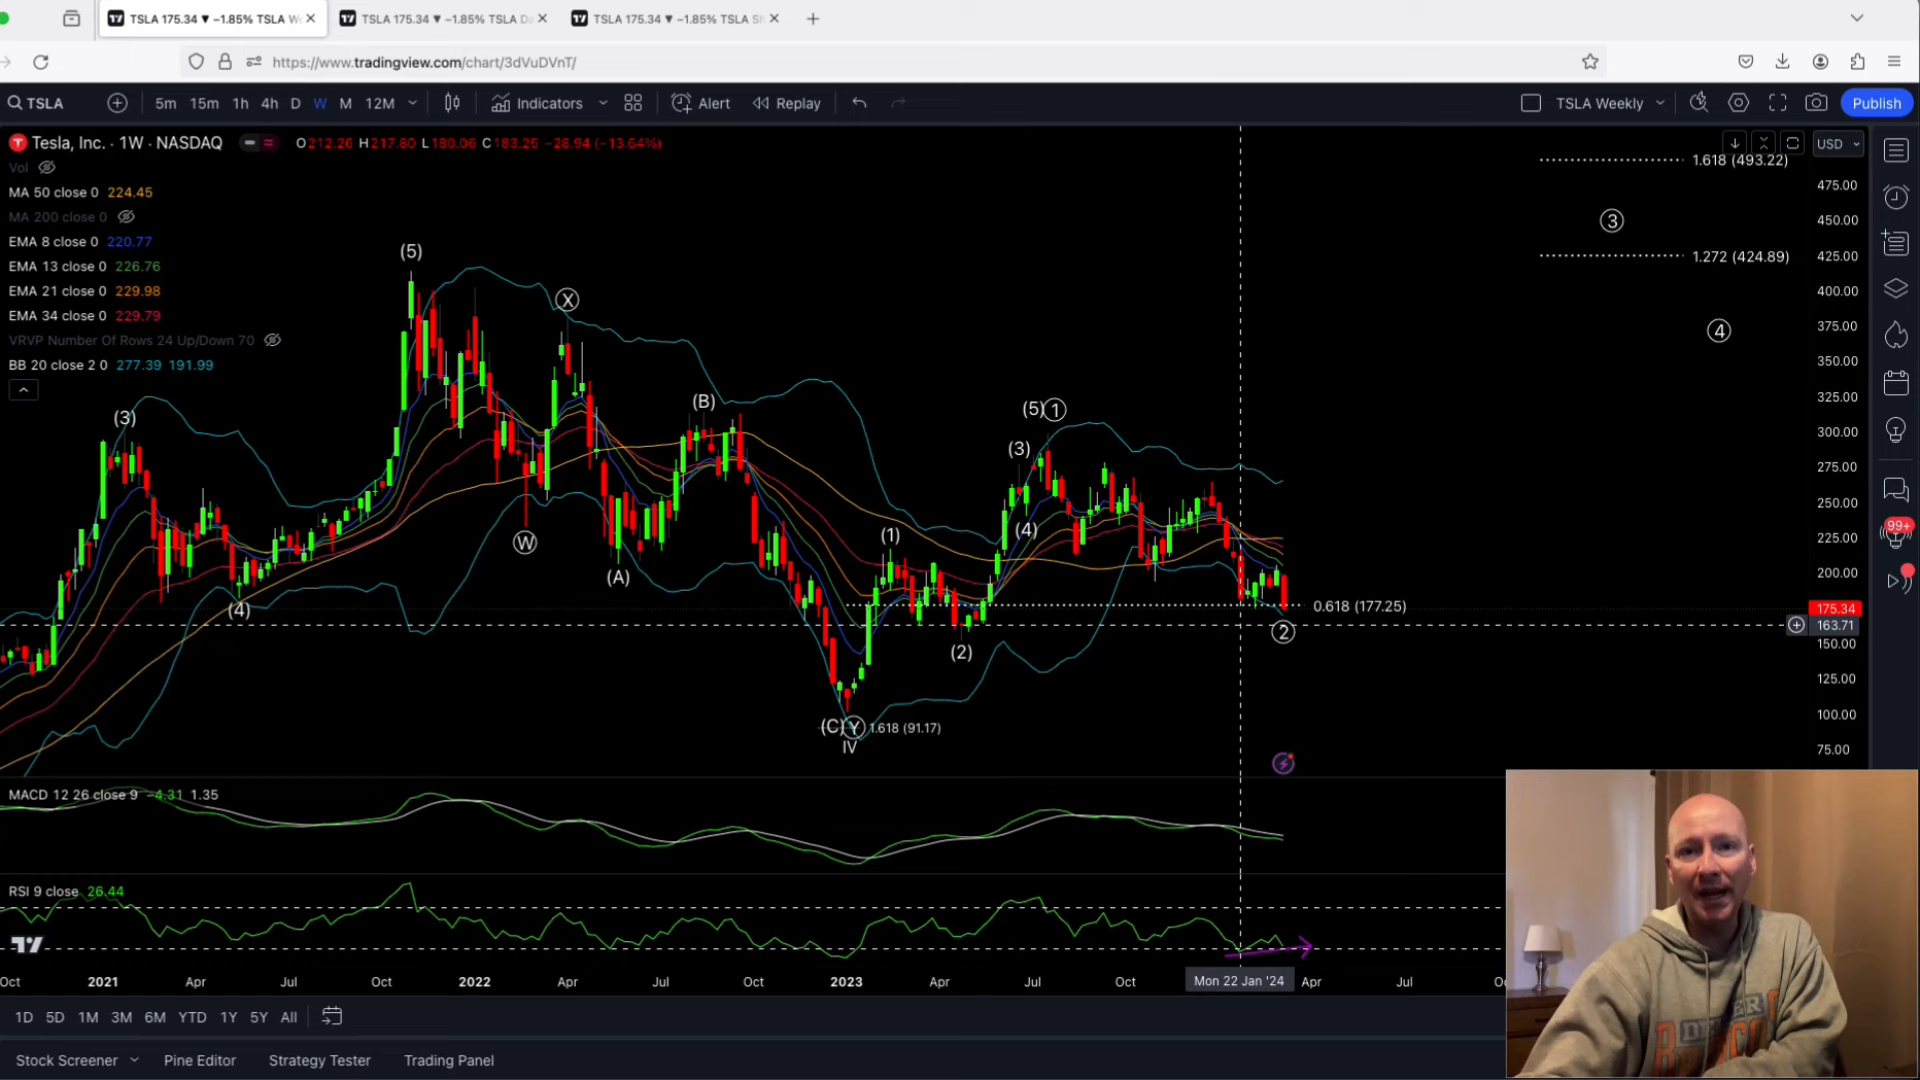 TSLA 175.34 ▼ −1.85% TSLA W
TSLA 175.34 ▼ −1.85% TSLA D
TSLA 175.34 ▼ −1.85% TSLA S
https://www.tradingview.com/chart/3dVuDVnT/
TSLA 5m 15m 1h 4h D W M 12M Indicators Alert Replay TSLA Weekly Publish
Tesla, Inc. · 1W · NASDAQ O212.26 H217.80 L180.06 C183.25 −28.94 (−13.64%)
USD
Vol
MA 50 close 0 224.45
MA 200 close 0
EMA 8 close 0 220.77
EMA 13 close 0 226.76
EMA 21 close 0 229.98
EMA 34 close 0 229.79
VRVP Number Of Rows 24 Up/Down 70
BB 20 close 2 0 277.39 191.99
1.618 (493.22)
3
1.272 (424.89)
4
(5)
X
(3)
(B)
(5) 1
(3)
(4)
W
(1)
(A)
(4)
(2)
0.618 (177.25)
2
(C) Y 1.618 (91.17)
IV
475.00
450.00
425.00
400.00
375.00
350.00
325.00
300.00
275.00
250.00
225.00
200.00
175.34
163.71
150.00
125.00
100.00
75.00
99+
MACD 12 26 close 9 −4.31 1.35
RSI 9 close 26.44
Oct 2021 Apr Jul Oct 2022 Apr Jul Oct 2023 Apr Jul Oct Mon 22 Jan '24 Apr Jul
1D 5D 1M 3M 6M YTD 1Y 5Y All
Stock Screener Pine Editor Strategy Tester Trading Panel